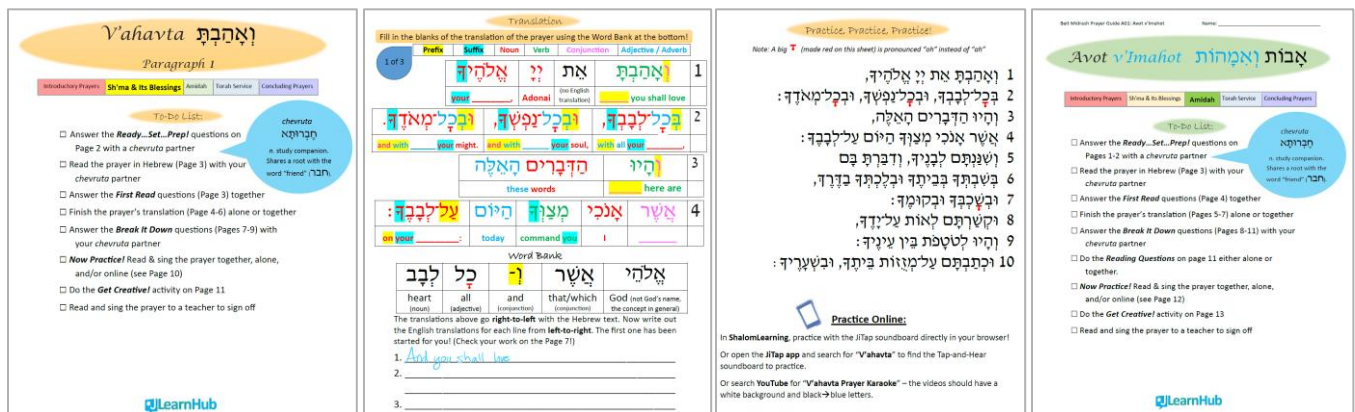 V'ahavta וְאָהַבְתָּ
Paragraph 1
Introductory Prayers Sh'ma & Its Blessings Amidah Torah Service Concluding Prayers
To-Do List:
☐ Answer the Ready...Set...Prep! questions on
Page 2 with a chevruta partner
☐ Read the prayer in Hebrew (Page 3) with your
chevruta partner
☐ Answer the First Read questions (Page 3) together
☐ Finish the prayer's translation (Page 4-6) alone or together
☐ Answer the Break It Down questions (Pages 7-9) with
your chevruta partner
☐ Now Practice! Read & sing the prayer together, alone,
and/or online (see Page 10)
☐ Do the Get Creative! activity on Page 11
☐ Read and sing the prayer to a teacher to sign off
chevruta
חַבְרוּתָא
n. study companion.
Shares a root with the
word "friend" (חבר)
LearnHub
Translation
Fill in the blanks of the translation of the prayer using the Word Bank at the bottom!
1 of 3
Prefix Suffix Noun Verb Conjunction Adjective / Adverb
1 וְאָהַבְתָּ אֵת יְיָ אֱלֹהֶיךָ
your ______, Adonai (no English translation) ______ you shall love
2 בְּכׇל־לְבָבְךָ, וּבְכׇל־נַפְשְׁךָ, וּבְכׇל־מְאֹדֶךָ.
and with ______ your might. and with ______ your soul, with all your ______,
3 וְהָיוּ הַדְּבָרִים הָאֵלֶּה
these words ______ here are
4 אֲשֶׁר אָנֹכִי מְצַוְּךָ הַיּוֹם עַל־לְבָבֶךָ:
on your ______: today command you I ______
Word Bank
אֱלֹהֵי אֲשֶׁר וְ- כׇּל לְבָב
heart (noun) all (adjective) and (conjunction) that/which (conjunction) God (not God's name, the concept in general)
The translations above go right-to-left with the Hebrew text. Now write out
the English translations for each line from left-to-right. The first one has been
started for you! (Check your work on the Page 7!)
1. And you shall love
2.
3.
Practice, Practice, Practice!
Note: A big ָ (made red on this sheet) is pronounced "oh" instead of "ah"
1 וְאָהַבְתָּ אֵת יְיָ אֱלֹהֶיךָ,
2 בְּכׇל־לְבָבְךָ, וּבְכׇל־נַפְשְׁךָ, וּבְכׇל־מְאֹדֶךָ:
3 וְהָיוּ הַדְּבָרִים הָאֵלֶּה,
4 אֲשֶׁר אָנֹכִי מְצַוְּךָ הַיּוֹם עַל־לְבָבֶךָ:
5 וְשִׁנַּנְתָּם לְבָנֶיךָ, וְדִבַּרְתָּ בָּם
6 בְּשִׁבְתְּךָ בְּבֵיתֶךָ וּבְלֶכְתְּךָ בַדֶּרֶךְ,
7 וּבְשׇׁכְבְּךָ וּבְקוּמֶךָ:
8 וּקְשַׁרְתָּם לְאוֹת עַל־יָדֶךָ,
9 וְהָיוּ לְטֹטָפֹת בֵּין עֵינֶיךָ:
10 וּכְתַבְתָּם עַל־מְזֻזוֹת בֵּיתֶךָ, וּבִשְׁעָרֶיךָ:
Practice Online:
In ShalomLearning, practice with the JiTap soundboard directly in your browser!
Or open the JiTap app and search for "V'ahavta" to find the Tap-and-Hear
soundboard to practice.
Or search YouTube for "V'ahavta Prayer Karaoke" – the videos should have a
white background and black→blue letters.
Beit Midrash Prayer Guide #03: Avot v'Imahot Name:
Avot v'Imahot אָבוֹת וְאִמָּהוֹת
Introductory Prayers Sh'ma & Its Blessings Amidah Torah Service Concluding Prayers
To-Do List:
☐ Answer the Ready...Set...Prep! questions on
Pages 1-2 with a chevruta partner
☐ Read the prayer in Hebrew (Page 3) with your
chevruta partner
☐ Answer the First Read questions (Page 4) together
☐ Finish the prayer's translation (Pages 5-7) alone or together
☐ Answer the Break It Down questions (Pages 8-11) with your
chevruta partner
☐ Do the Reading Questions on page 11 either alone or
together.
☐ Now Practice! Read & sing the prayer together, alone,
and/or online (see Page 12)
☐ Do the Get Creative! activity on Page 13
☐ Read and sing the prayer to a teacher to sign off
chevruta
חַבְרוּתָא
n. study companion.
Shares a root with the
word "friend" (חבר)
LearnHub